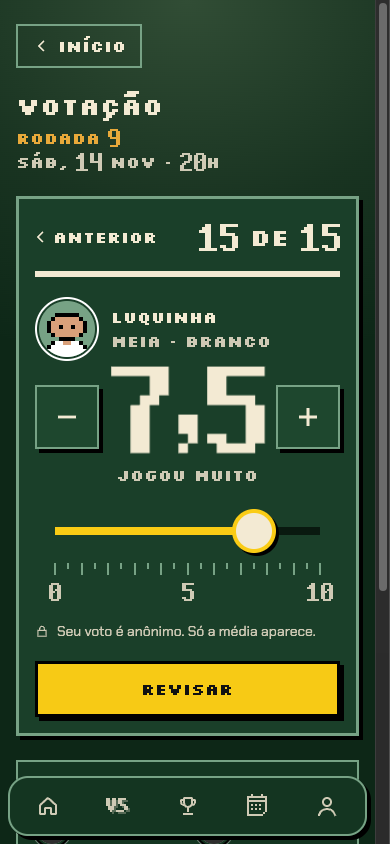 INÍCIO
VOTAÇÃO
RODADA 9
SÁB, 14 NOV · 20H
ANTERIOR
15 DE 15
LUQUINHA
MEIA · BRANCO
− 7,5 +
JOGOU MUITO
0 5 10
Seu voto é anônimo. Só a média aparece.
REVISAR
VS